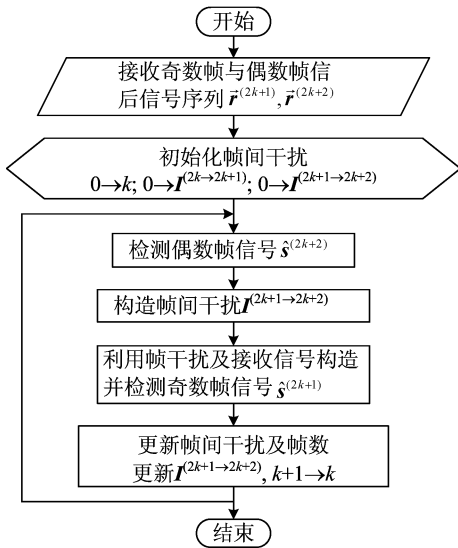 开始
接收奇数帧与偶数帧信
后信号序列 $\vec{r}^{(2k+1)}, \vec{r}^{(2k+2)}$
初始化帧间干扰
$0→k; 0→I^{(2k→2k+1)}; 0→I^{(2k+1→2k+2)}$
检测偶数帧信号 $\hat{s}^{(2k+2)}$
构造帧间干扰$I^{(2k+1→2k+2)}$
利用帧干扰及接收信号构造
并检测奇数帧信号 $\hat{s}^{(2k+1)}$
更新帧间干扰及帧数
更新$I^{(2k+1→2k+2)}, k+1→k$
结束